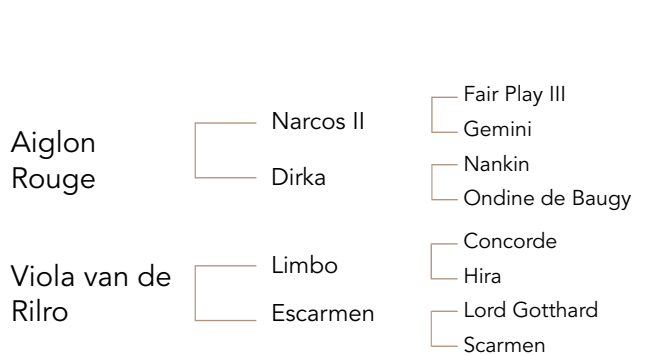 Aiglon
Rouge
Narcos II
Dirka
Fair Play III
Gemini
Nankin
Ondine de Baugy
Viola van de
Rilro
Limbo
Escarmen
Concorde
Hira
Lord Gotthard
Scarmen